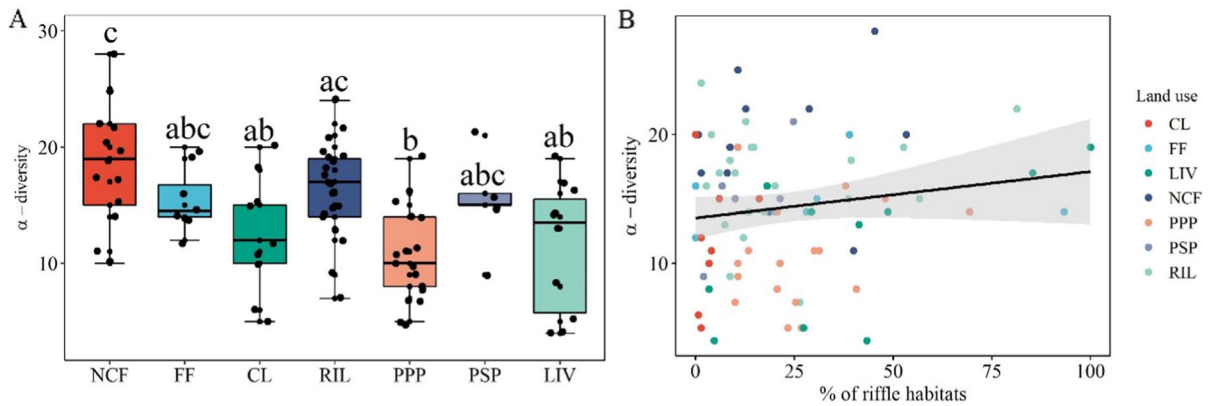 A
α – diversity
30
20
10
c
abc
ab
ac
b
abc
ab
NCF FF CL RIL PPP PSP LIV
B
α – diversity
20
10
0 25 50 75 100
% of riffle habitats
Land use
CL
FF
LIV
NCF
PPP
PSP
RIL